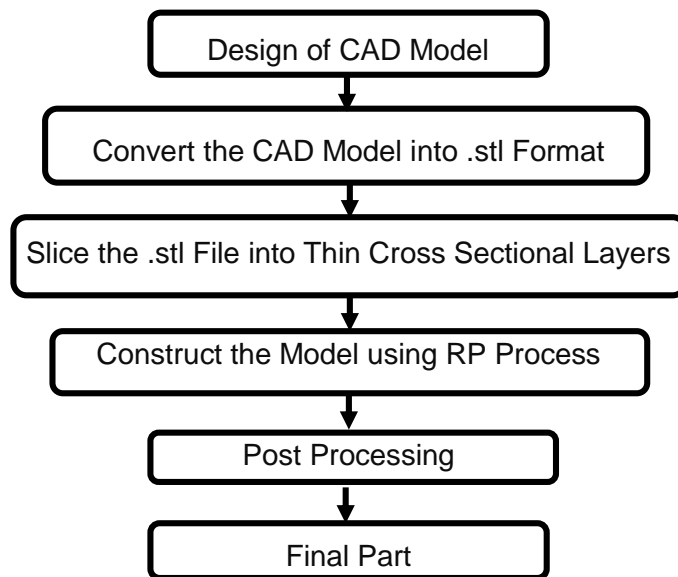 Design of CAD Model
Convert the CAD Model into .stl Format
Slice the .stl File into Thin Cross Sectional Layers
Construct the Model using RP Process
Post Processing
Final Part